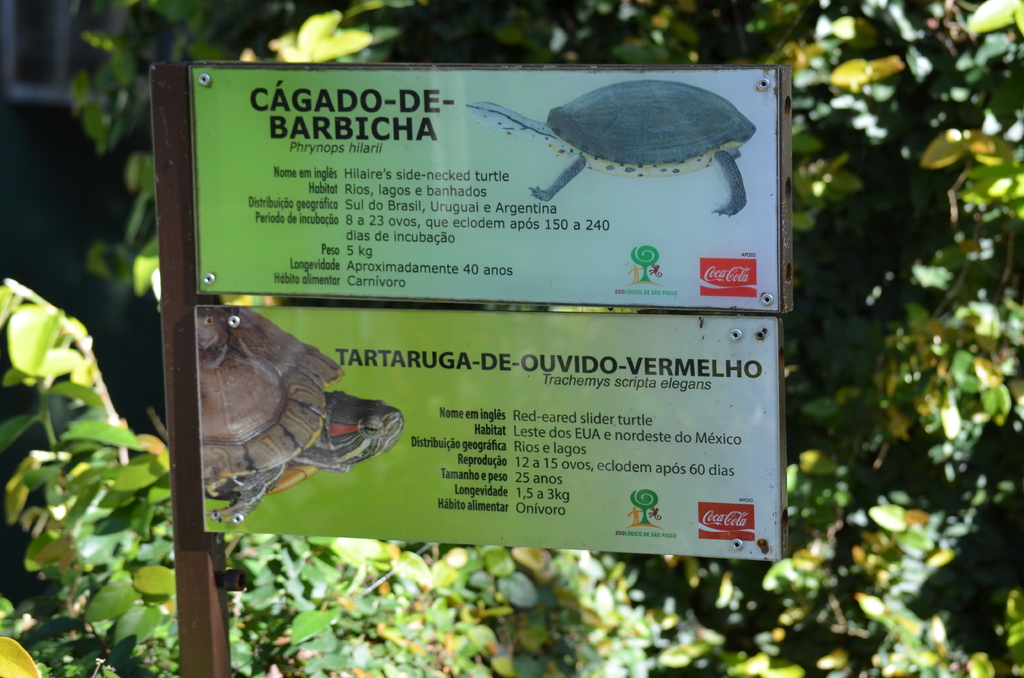 CÁGADO-DE-
BARBICHA
Phrynops hilarii
Nome em inglês Hilaire's side-necked turtle
Habitat Rios, lagos e banhados
Distribuição geográfica Sul do Brasil, Uruguai e Argentina
Período de incubação 8 a 23 ovos, que eclodem após 150 a 240
dias de incubação
Peso 5 kg
Longevidade Aproximadamente 40 anos
Hábito alimentar Carnívoro
ZOOLÓGICO DE SÃO PAULO
APOIO
Coca-Cola
TARTARUGA-DE-OUVIDO-VERMELHO
Trachemys scripta elegans
Nome em inglês Red-eared slider turtle
Habitat Leste dos EUA e nordeste do México
Distribuição geográfica Rios e lagos
Reprodução 12 a 15 ovos, eclodem após 60 dias
Tamanho e peso 25 anos
Longevidade 1,5 a 3kg
Hábito alimentar Onívoro
ZOOLÓGICO DE SÃO PAULO
APOIO
Coca-Cola